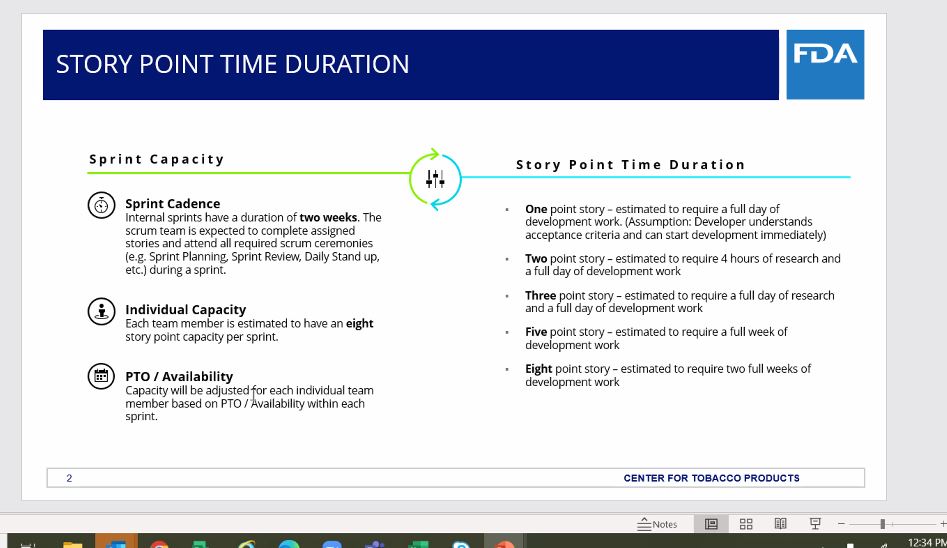 STORY POINT TIME DURATION
FDA
Sprint Capacity
Sprint Cadence
Internal sprints have a duration of two weeks. The
scrum team is expected to complete assigned
stories and attend all required scrum ceremonies
(e.g. Sprint Planning, Sprint Review, Daily Stand up,
etc.) during a sprint.
Individual Capacity
Each team member is estimated to have an eight
story point capacity per sprint.
PTO / Availability
Capacity will be adjusted for each individual team
member based on PTO / Availability within each
sprint.
Story Point Time Duration
▪ One point story – estimated to require a full day of
development work. (Assumption: Developer understands
acceptance criteria and can start development immediately)
▪ Two point story – estimated to require 4 hours of research and
a full day of development work
▪ Three point story – estimated to require a full day of research
and a full day of development work
▪ Five point story – estimated to require a full week of
development work
▪ Eight point story – estimated to require two full weeks of
development work
2
CENTER FOR TOBACCO PRODUCTS
Notes
12:34 PM